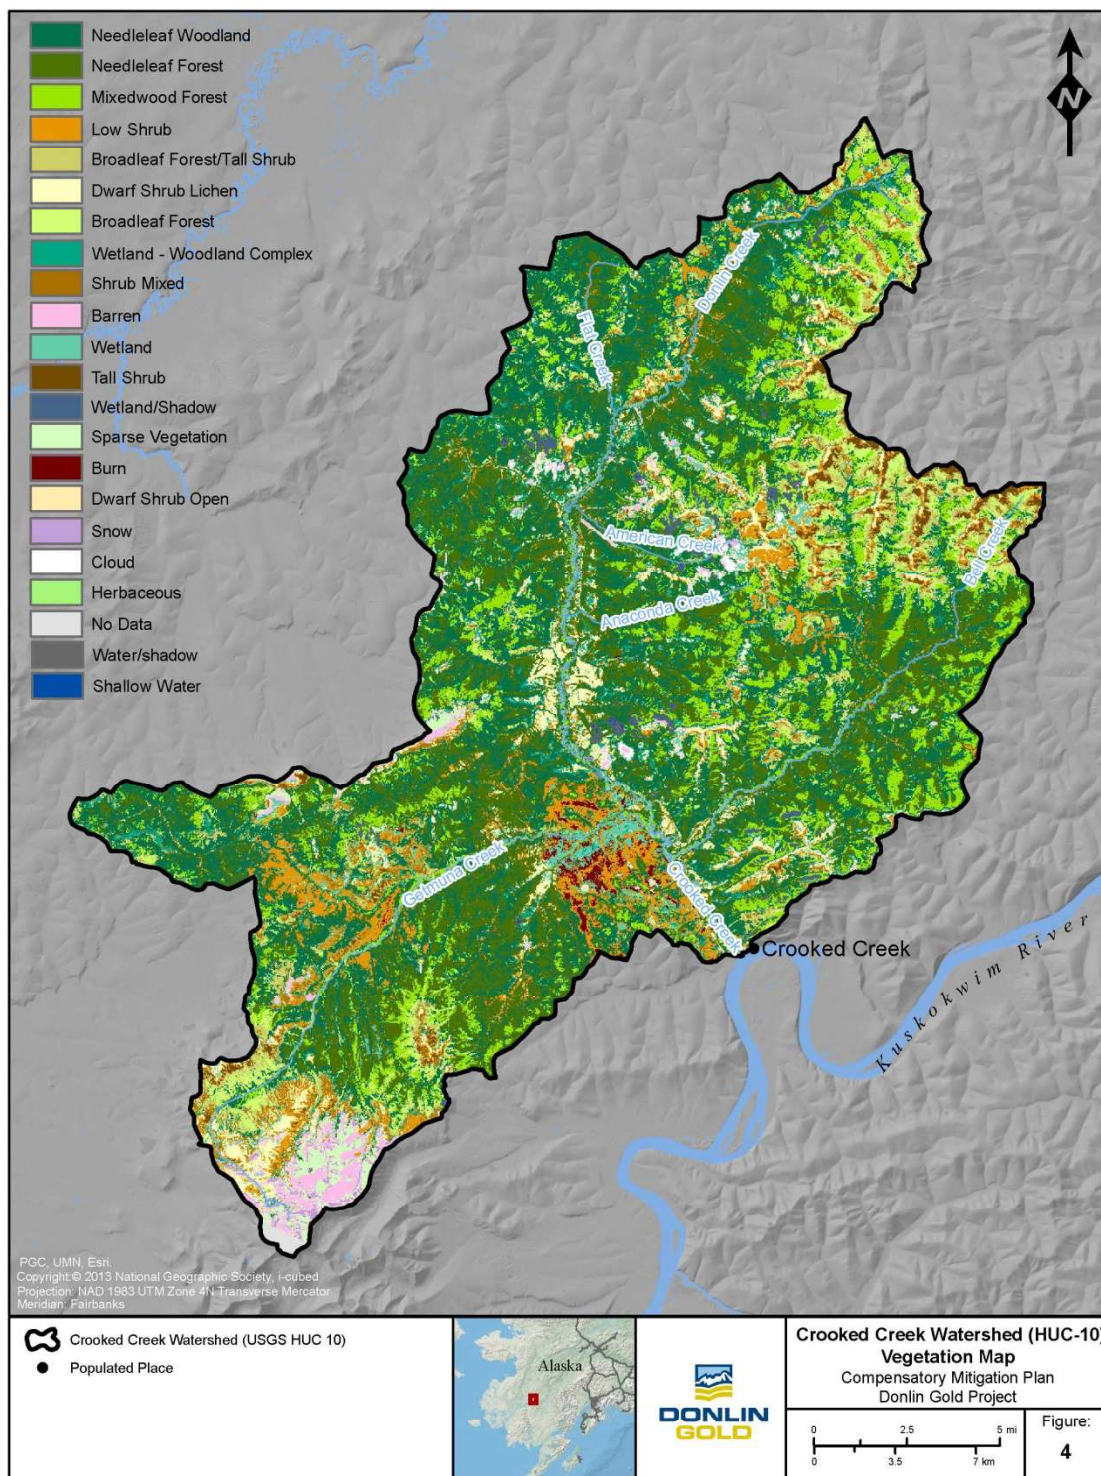 Needleleaf Woodland
Needleleaf Forest
Mixedwood Forest
Low Shrub
Broadleaf Forest/Tall Shrub
Dwarf Shrub Lichen
Broadleaf Forest
Wetland - Woodland Complex
Shrub Mixed
Barren
Wetland
Tall Shrub
Wetland/Shadow
Sparse Vegetation
Burn
Dwarf Shrub Open
Snow
Cloud
Herbaceous
No Data
Water/shadow
Shallow Water
N
Donlin Creek
Flat Creek
American Creek
Bell Creek
Anaconda Creek
Getmuna Creek
Crooked Creek
Crooked Creek
Kuskokwim River
PGC, UMN, Esri.
Copyright:© 2013 National Geographic Society, i-cubed
Projection: NAD 1983 UTM Zone 4N Transverse Mercator
Meridian: Fairbanks
Crooked Creek Watershed (USGS HUC 10)
Populated Place
Alaska
DONLIN
GOLD
Crooked Creek Watershed (HUC-10)
Vegetation Map
Compensatory Mitigation Plan
Donlin Gold Project
0 2.5 5 mi
0 3.5 7 km
Figure:
4